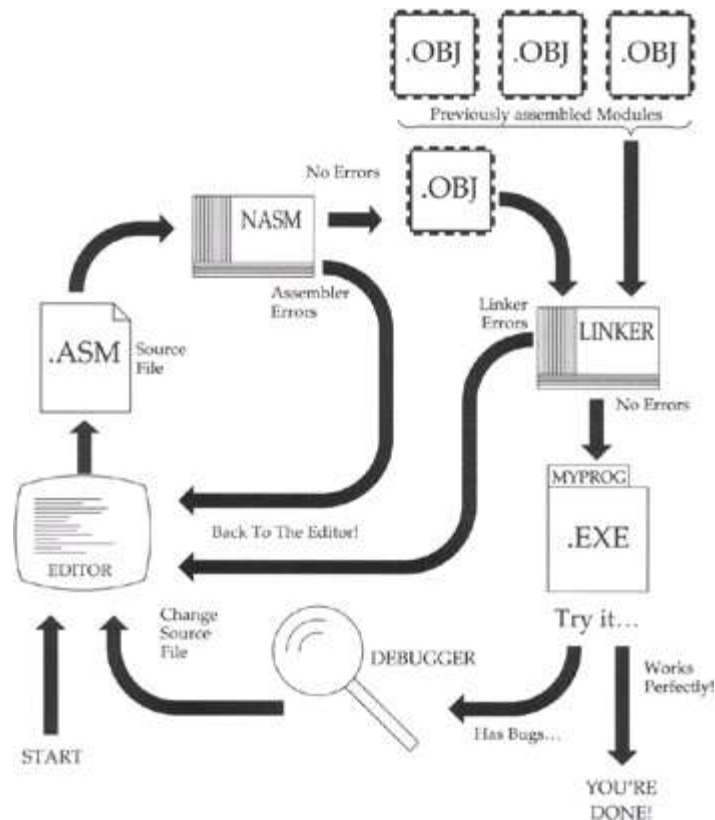 .OBJ
.OBJ
.OBJ
Previously assembled Modules
No Errors
.OBJ
NASM
Assembler
Errors
Linker
Errors
LINKER
.ASM
Source
File
No Errors
MYPROG
.EXE
Back To The Editor!
EDITOR
Try it...
Change
Source
File
DEBUGGER
Works
Perfectly!
Has Bugs...
START
YOU'RE
DONE!